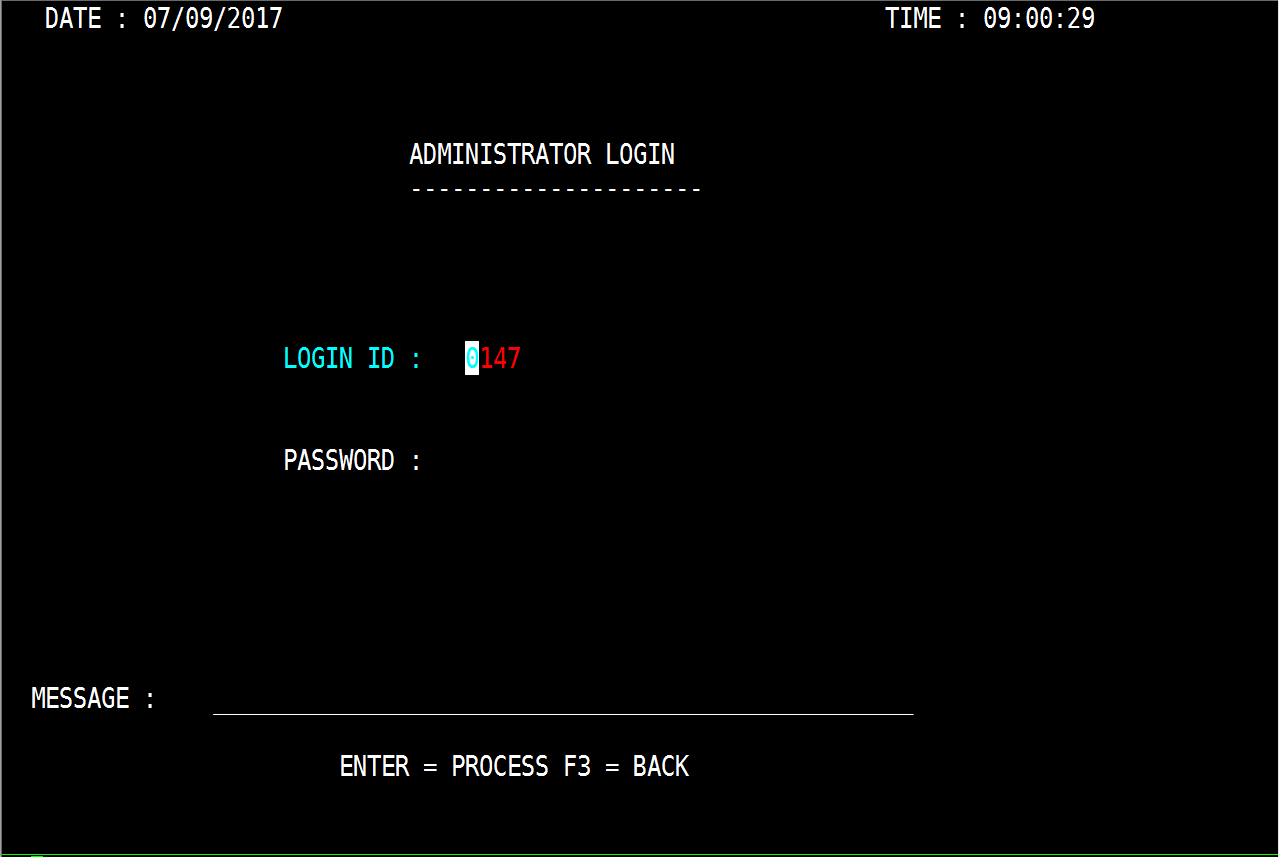 DATE : 07/09/2017 TIME : 09:00:29
ADMINISTRATOR LOGIN
---------------------
LOGIN ID : 0147
PASSWORD :
MESSAGE : __________________________________________________
ENTER = PROCESS F3 = BACK